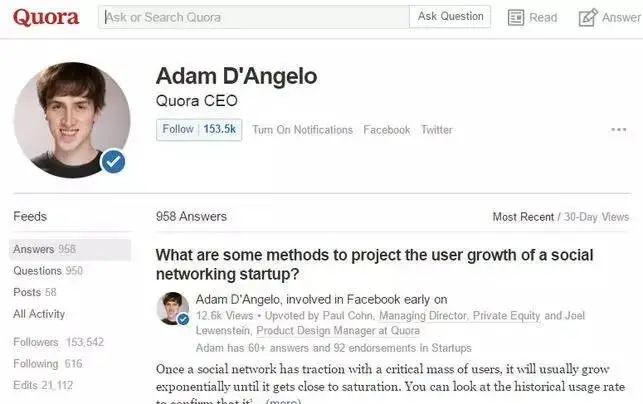 Quora
Ask or Search Quora
Ask Question
Read
Answer
Adam D'Angelo
Quora CEO
Follow 153.5k Turn On Notifications Facebook Twitter
Feeds
958 Answers
Most Recent / 30-Day Views
Answers 958
Questions 950
Posts 58
All Activity
Followers 153,542
Following 616
Edits 21,112
What are some methods to project the user growth of a social
networking startup?
Adam D'Angelo, involved in Facebook early on
12.6k Views • Upvoted by Paul Cohn, Managing Director, Private Equity and Joel
Lewenstein, Product Design Manager at Quora
Adam has 60+ answers and 92 endorsements in Startups
Once a social network has traction with a critical mass of users, it will usually grow
exponentially until it gets close to saturation. You can look at the historical usage rate
to confirm that it'... (more)